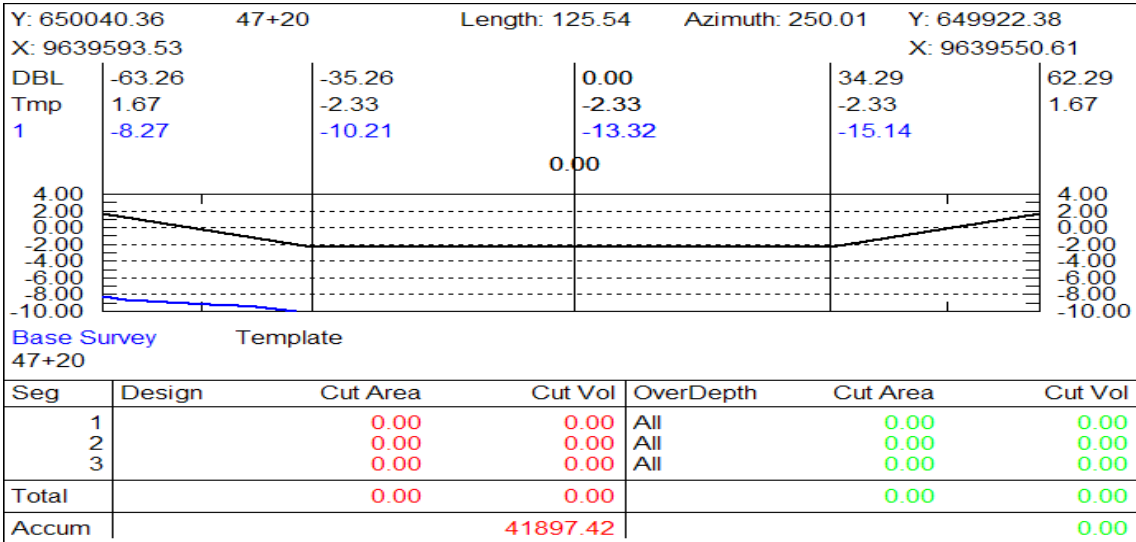 Y: 650040.36 47+20 Length: 125.54 Azimuth: 250.01 Y: 649922.38
X: 9639593.53 X: 9639550.61
DBL -63.26 -35.26 0.00 34.29 62.29
Tmp 1.67 -2.33 -2.33 -2.33 1.67
1 -8.27 -10.21 -13.32 -15.14
0.00
4.00 4.00
2.00 2.00
0.00 0.00
-2.00 -2.00
-4.00 -4.00
-6.00 -6.00
-8.00 -8.00
-10.00 -10.00
Base Survey Template
47+20
Seg Design Cut Area Cut Vol OverDepth Cut Area Cut Vol
1 0.00 0.00 All 0.00 0.00
2 0.00 0.00 All 0.00 0.00
3 0.00 0.00 All 0.00 0.00
Total 0.00 0.00 0.00 0.00
Accum 41897.42 0.00